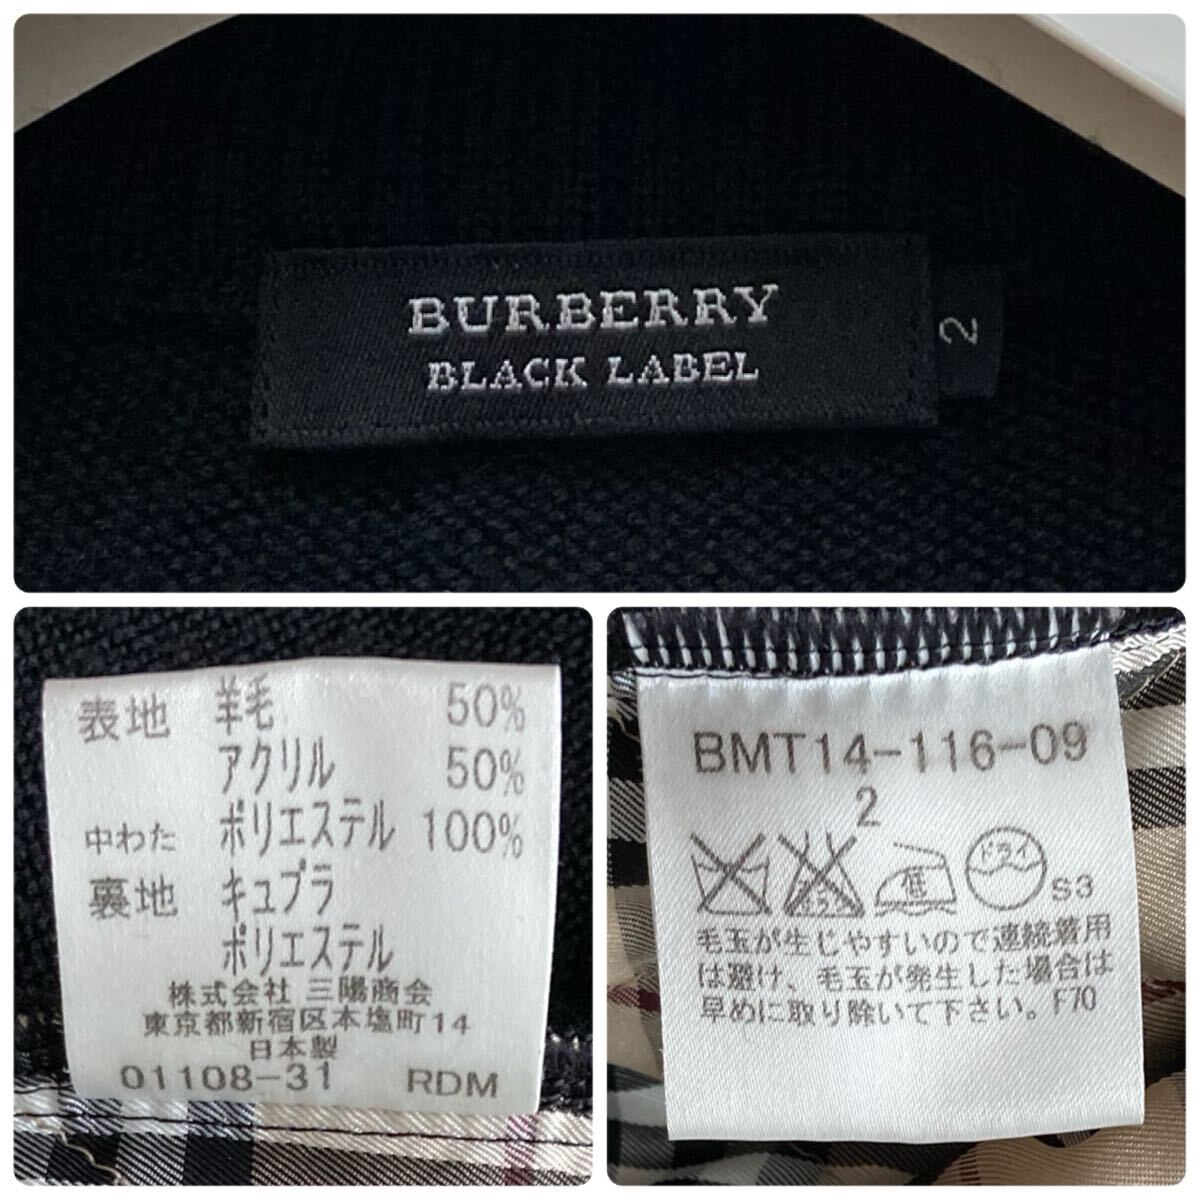 BURBERRY
BLACK LABEL
2
表地 羊毛 50%
アクリル 50%
中わた ポリエステル 100%
裏地 キュプラ
ポリエステル
株式会社 三陽商会
東京都新宿区本塩町14
日本製
01108-31 RDM
BMT14-116-09
2
低 ドライ S3
毛玉が生じやすいので連続着用
は避け、毛玉が発生した場合は
早めに取り除いて下さい。F70